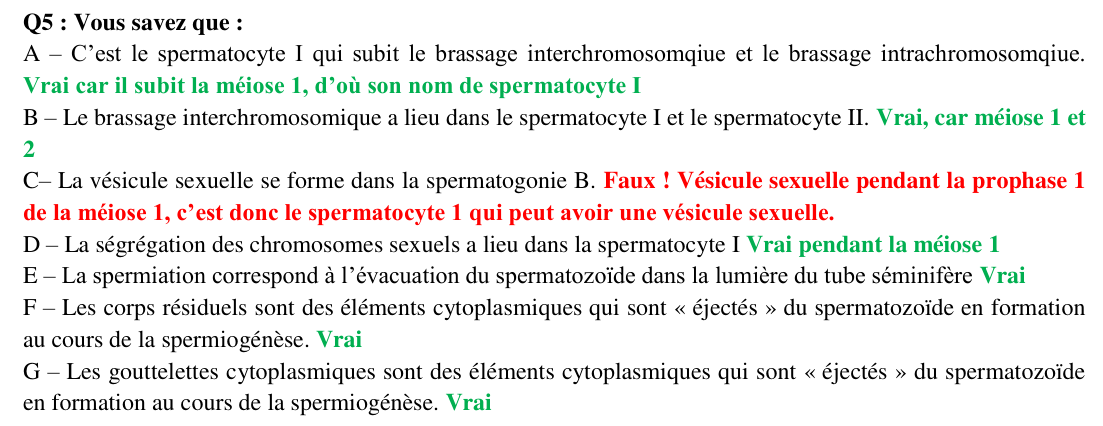 Q5 : Vous savez que :
A – C’est le spermatocyte I qui subit le brassage interchromosomqiue et le brassage intrachromosomqiue.
Vrai car il subit la méiose 1, d’où son nom de spermatocyte I
B – Le brassage interchromosomique a lieu dans le spermatocyte I et le spermatocyte II. Vrai, car méiose 1 et
2
C– La vésicule sexuelle se forme dans la spermatogonie B. Faux ! Vésicule sexuelle pendant la prophase 1
de la méiose 1, c’est donc le spermatocyte 1 qui peut avoir une vésicule sexuelle.
D – La ségrégation des chromosomes sexuels a lieu dans la spermatocyte I Vrai pendant la méiose 1
E – La spermiation correspond à l’évacuation du spermatozoïde dans la lumière du tube séminifère Vrai
F – Les corps résiduels sont des éléments cytoplasmiques qui sont « éjectés » du spermatozoïde en formation
au cours de la spermiogénèse. Vrai
G – Les gouttelettes cytoplasmiques sont des éléments cytoplasmiques qui sont « éjectés » du spermatozoïde
en formation au cours de la spermiogénèse. Vrai